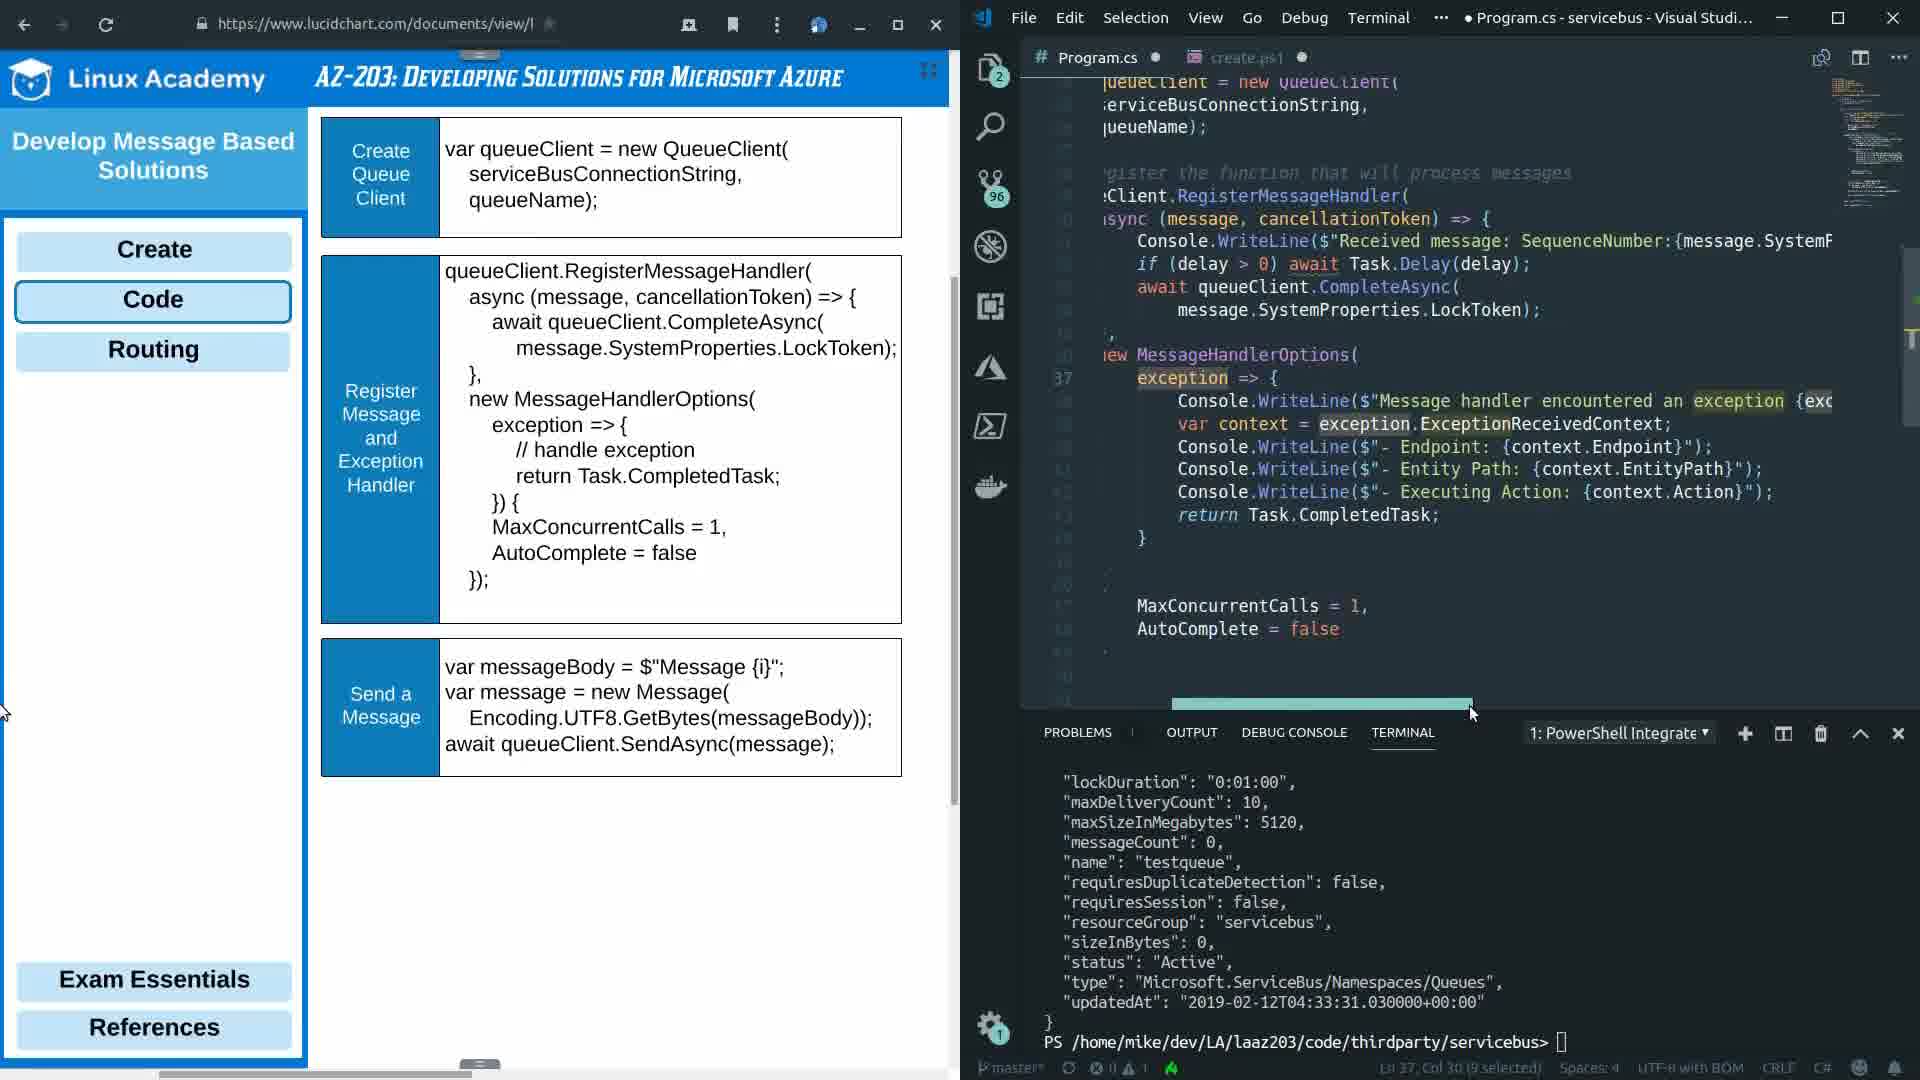 https://www.lucidchart.com/documents/view/
Linux Academy
AZ-203: Developing Solutions for Microsoft Azure
Develop Message Based
Solutions
Create
Code
Routing
Exam Essentials
References
Create
Queue
Client
var queueClient = new QueueClient(
serviceBusConnectionString,
queueName);
Register
Message
and
Exception
Handler
queueClient.RegisterMessageHandler(
async (message, cancellationToken) => {
await queueClient.CompleteAsync(
message.SystemProperties.LockToken);
},
new MessageHandlerOptions(
exception => {
// handle exception
return Task.CompletedTask;
}) {
MaxConcurrentCalls = 1,
AutoComplete = false
});
Send a
Message
var messageBody = $"Message {i}";
var message = new Message(
Encoding.UTF8.GetBytes(messageBody));
await queueClient.SendAsync(message);
File Edit Selection View Go Debug Terminal ··· ● Program.cs - servicebus - Visual Studi...
# Program.cs ● create.ps1 ●
2
96
1
queueClient = new QueueClient(
serviceBusConnectionString,
queueName);
gister the function that will process messages
Client.RegisterMessageHandler(
async (message, cancellationToken) => {
Console.WriteLine($"Received message: SequenceNumber:{message.SystemP
if (delay > 0) await Task.Delay(delay);
await queueClient.CompleteAsync(
message.SystemProperties.LockToken);
,
new MessageHandlerOptions(
37 exception => {
Console.WriteLine($"Message handler encountered an exception {exc
var context = exception.ExceptionReceivedContext;
Console.WriteLine($"- Endpoint: {context.Endpoint}");
Console.WriteLine($"- Entity Path: {context.EntityPath}");
Console.WriteLine($"- Executing Action: {context.Action}");
return Task.CompletedTask;
}
MaxConcurrentCalls = 1,
AutoComplete = false
PROBLEMS OUTPUT DEBUG CONSOLE TERMINAL 1: PowerShell Integrate
"lockDuration": "0:01:00",
"maxDeliveryCount": 10,
"maxSizeInMegabytes": 5120,
"messageCount": 0,
"name": "testqueue",
"requiresDuplicateDetection": false,
"requiresSession": false,
"resourceGroup": "servicebus",
"sizeInBytes": 0,
"status": "Active",
"type": "Microsoft.ServiceBus/Namespaces/Queues",
"updatedAt": "2019-02-12T04:33:31.030000+00:00"
}
PS /home/mike/dev/LA/laaz203/code/thirdparty/servicebus>
master* 0 1 Ln 37, Col 30 (9 selected) Spaces: 4 UTF-8 with BOM CRLF C#